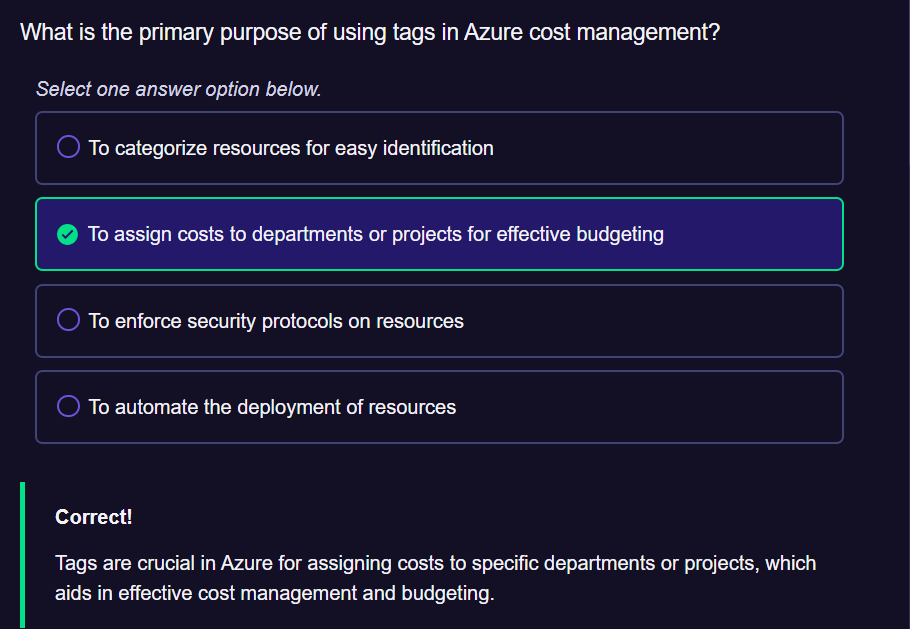 What is the primary purpose of using tags in Azure cost management?
Select one answer option below.
To categorize resources for easy identification
To assign costs to departments or projects for effective budgeting
To enforce security protocols on resources
To automate the deployment of resources
Correct!
Tags are crucial in Azure for assigning costs to specific departments or projects, which
aids in effective cost management and budgeting.